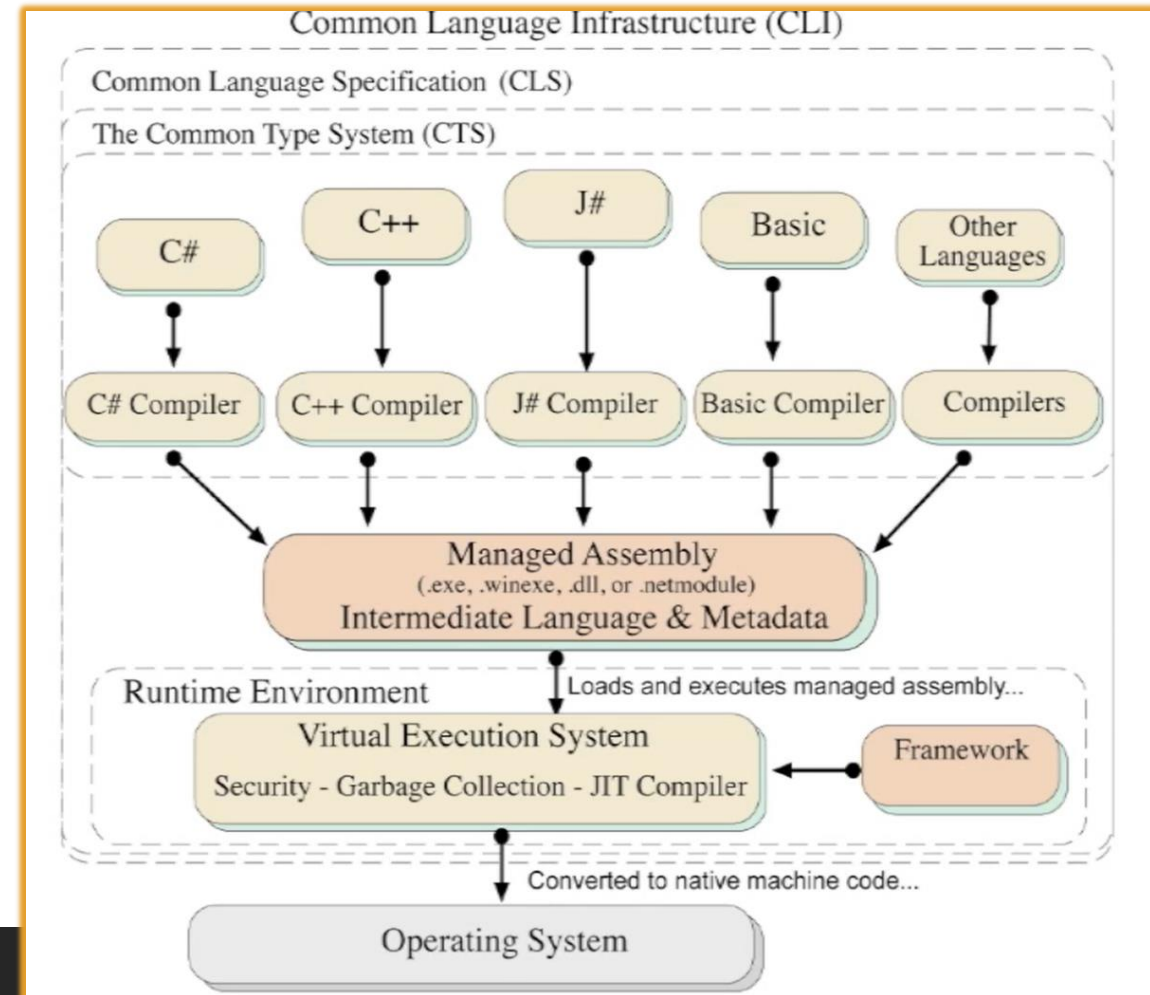 Common Language Infrastructure (CLI)
Common Language Specification (CLS)
The Common Type System (CTS)
C#
C++
J#
Basic
Other
Languages
C# Compiler
C++ Compiler
J# Compiler
Basic Compiler
Compilers
Managed Assembly
(.exe, .winexe, .dll, or .netmodule)
Intermediate Language & Metadata
Runtime Environment
Loads and executes managed assembly...
Virtual Execution System
Security - Garbage Collection - JIT Compiler
Framework
Converted to native machine code...
Operating System